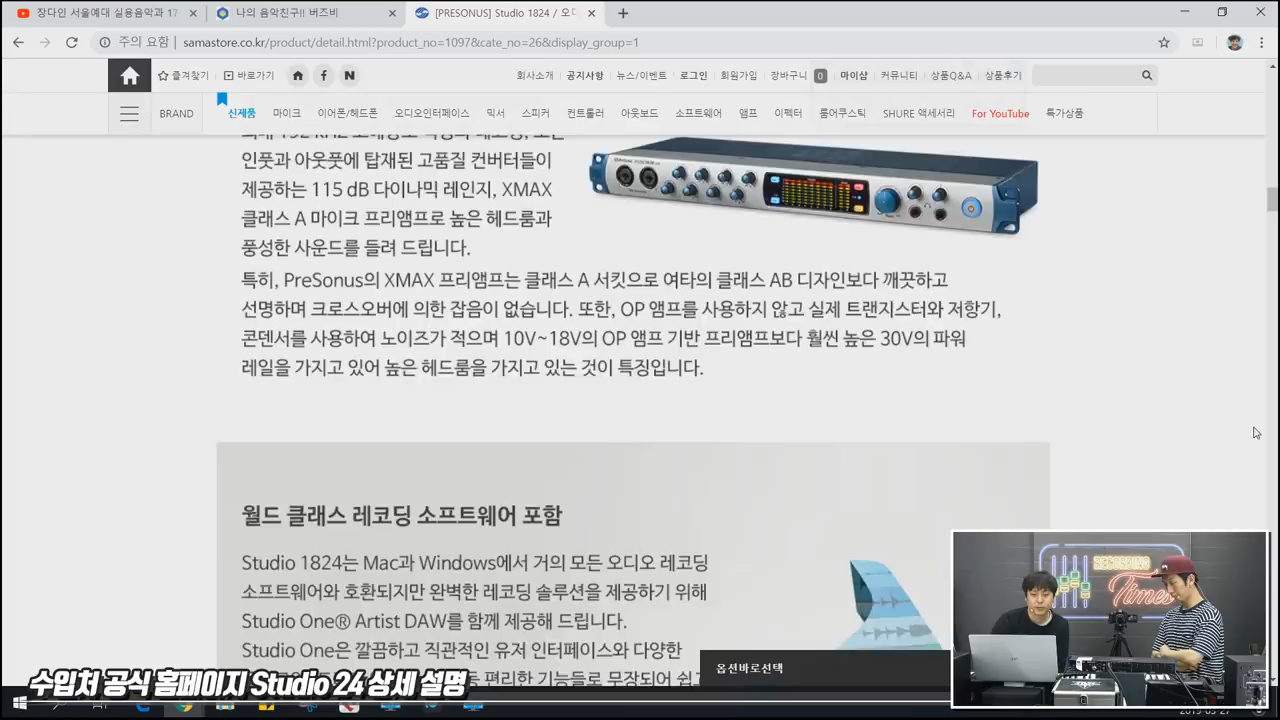 장다인 서울예대 실용음악과 17
나의 음악친구!! 버즈비
[PRESONUS] Studio 1824 / 오디
주의 요함
samastore.co.kr/product/detail.html?product_no=1097&cate_no=26&display_group=1
즐겨찾기 바로가기
회사소개 공지사항 뉴스/이벤트 로그인 회원가입 장바구니 0 마이샵 커뮤니티 상품Q&A 상품후기
BRAND 신제품 마이크 이어폰/헤드폰 오디오인터페이스 믹서 스피커 컨트롤러 아웃보드 소프트웨어 앰프 이펙터 룸어쿠스틱 SHURE 액세서리 For YouTube 특가상품
인풋과 아웃풋에 탑재된 고품질 컨버터들이
제공하는 115 dB 다이나믹 레인지, XMAX
클래스 A 마이크 프리앰프로 높은 헤드룸과
풍성한 사운드를 들려 드립니다.
특히, PreSonus의 XMAX 프리앰프는 클래스 A 서킷으로 여타의 클래스 AB 디자인보다 깨끗하고
선명하며 크로스오버에 의한 잡음이 없습니다. 또한, OP 앰프를 사용하지 않고 실제 트랜지스터와 저항기,
콘덴서를 사용하여 노이즈가 적으며 10V~18V의 OP 앰프 기반 프리앰프보다 훨씬 높은 30V의 파워
레일을 가지고 있어 높은 헤드룸을 가지고 있는 것이 특징입니다.
월드 클래스 레코딩 소프트웨어 포함
Studio 1824는 Mac과 Windows에서 거의 모든 오디오 레코딩
소프트웨어와 호환되지만 완벽한 레코딩 솔루션을 제공하기 위해
Studio One® Artist DAW를 함께 제공해 드립니다.
Studio One은 깔끔하고 직관적인 유저 인터페이스와 다양한
편리한 기능들로 무장되어 쉽고
옵션바로선택
Times
수입처 공식 홈페이지 Studio 24 상세 설명
2019-03-27